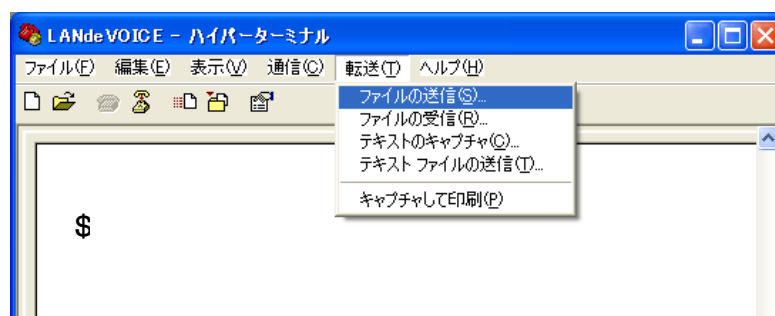 LANdeVOICE - ハイパーターミナル
ファイル(F) 編集(E) 表示(V) 通信(C) 転送(T) ヘルプ(H)
ファイルの送信(S)...
ファイルの受信(R)...
テキストのキャプチャ(C)...
テキスト ファイルの送信(T)...
キャプチャして印刷(P)
$